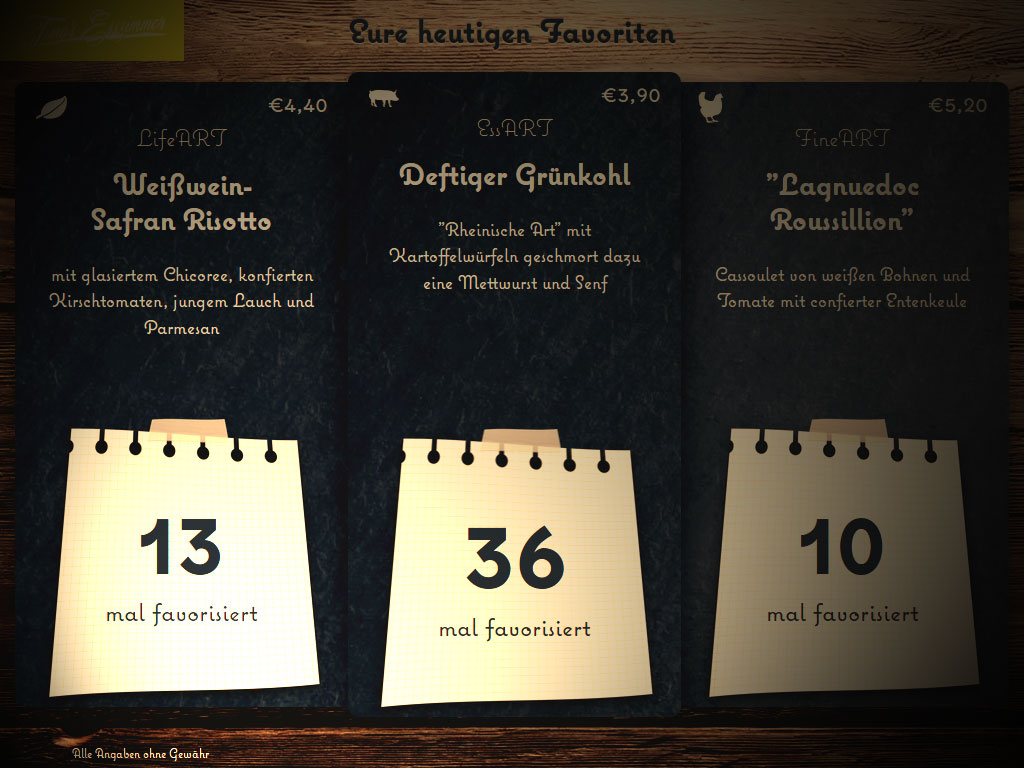 Eure heutigen Favoriten
€4,40
LifeART
Weißwein-
Safran Risotto
mit glasiertem Chicoree, konfierten
Kirschtomaten, jungem Lauch und
Parmesan
13
mal favorisiert
€3,90
EssART
Deftiger Grünkohl
"Rheinische Art" mit
Kartoffelwürfeln geschmort dazu
eine Mettwurst und Senf
36
mal favorisiert
€5,20
FineART
"Lagnuedoc
Roussillion"
Cassoulet von weißen Bohnen und
Tomate mit confierter Entenkeule
10
mal favorisiert
Alle Angaben ohne Gewähr